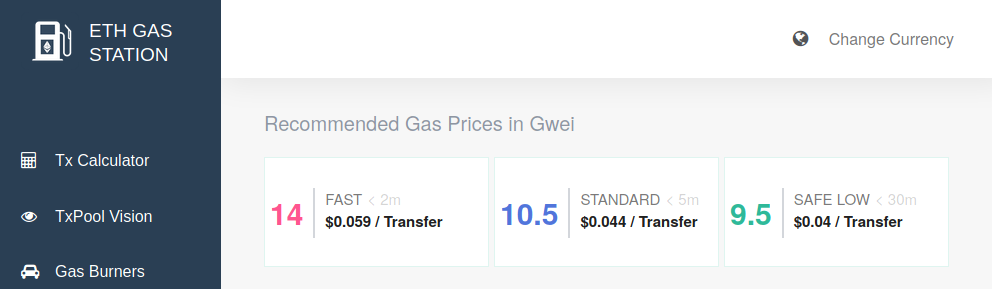 ETH GAS
STATION
Change Currency
Tx Calculator
TxPool Vision
Gas Burners
Recommended Gas Prices in Gwei
14
FAST < 2m
$0.059 / Transfer
10.5
STANDARD < 5m
$0.044 / Transfer
9.5
SAFE LOW < 30m
$0.04 / Transfer